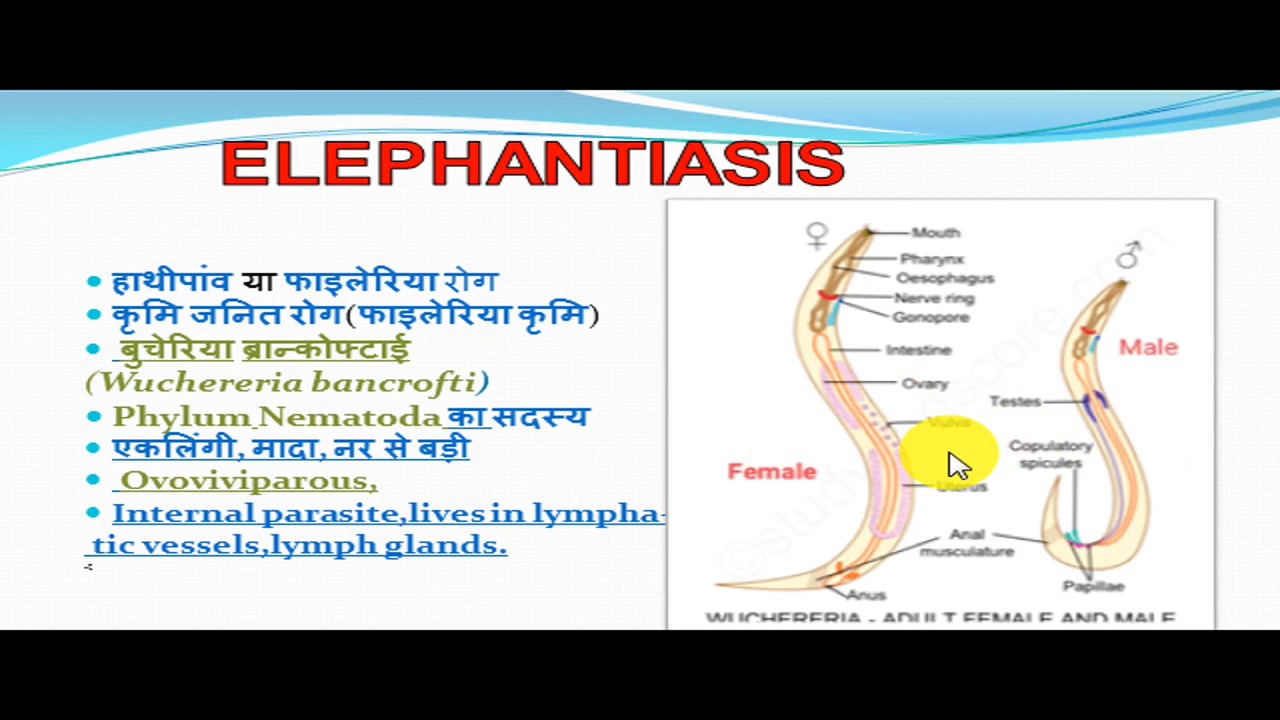 ELEPHANTIASIS
हाथीपांव या फाइलेरिया रोग
कृमि जनित रोग(फाइलेरिया कृमि)
बुचेरिया ब्रान्कोफ्टाई
(Wuchereria bancrofti)
Phylum Nematoda का सदस्य
एकलिंगी, मादा, नर से बड़ी
Ovoviviparous,
Internal parasite,lives in lympha-
tic vessels,lymph glands.
♀
Mouth
Pharynx
Oesophagus
Nerve ring
Gonopore
Intestine
Ovary
Vulva
Uterus
Female
Anal
musculature
Anus
♂
Male
Testes
Copulatory
spicules
Papillae
WUCHERERIA - ADULT FEMALE AND MALE